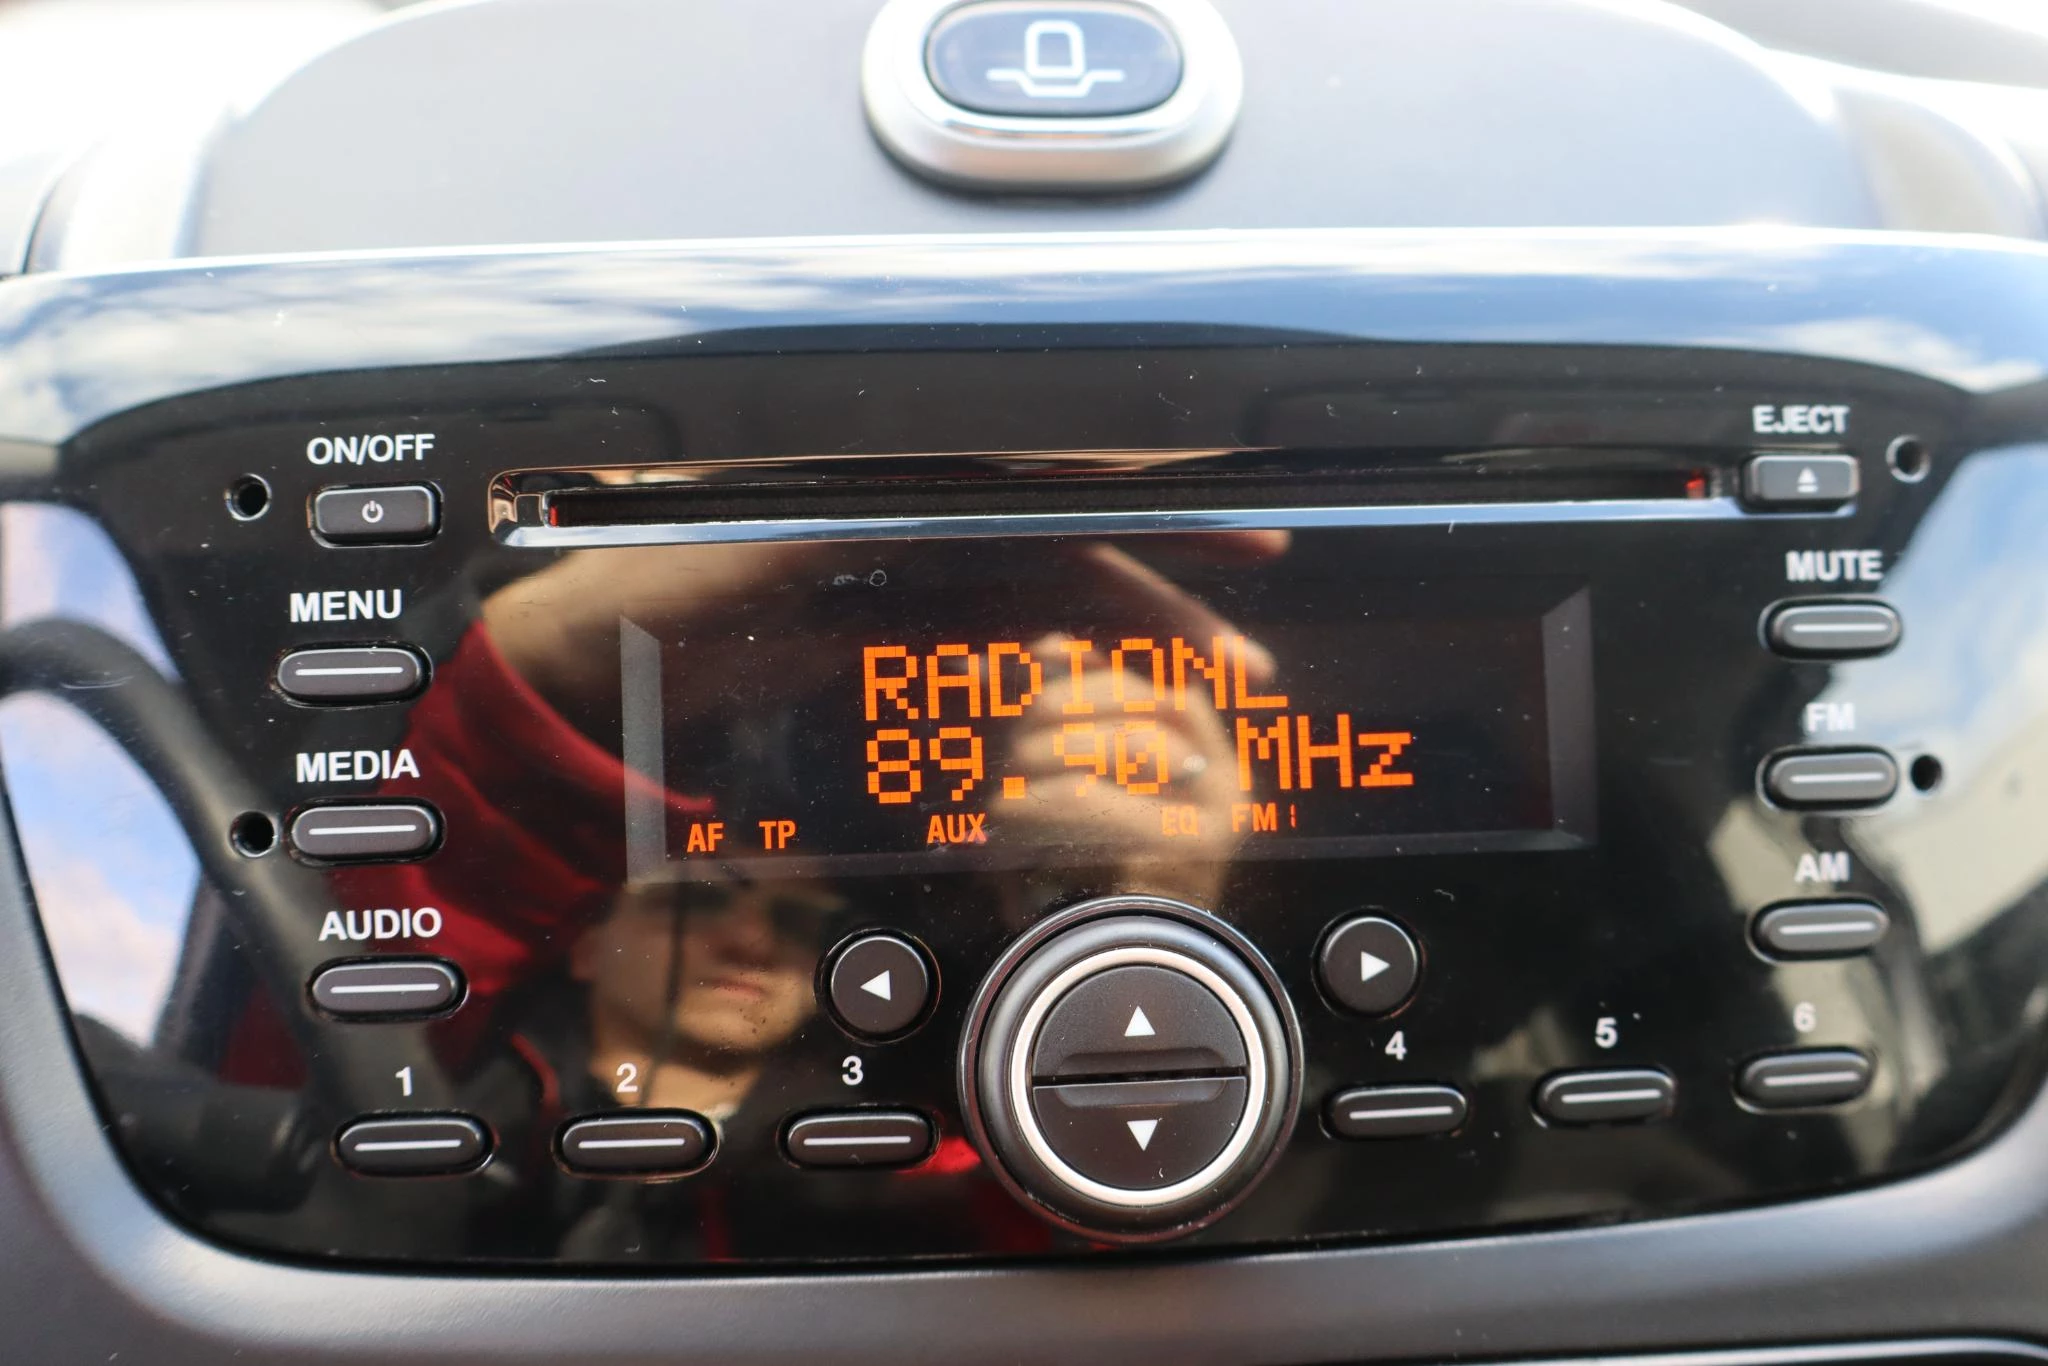 ON/OFF
EJECT
MENU
MUTE
RADIONL
89.90 MHz
FM
MEDIA
AF TP AUX EQ FM1
AM
AUDIO
1 2 3 4 5 6